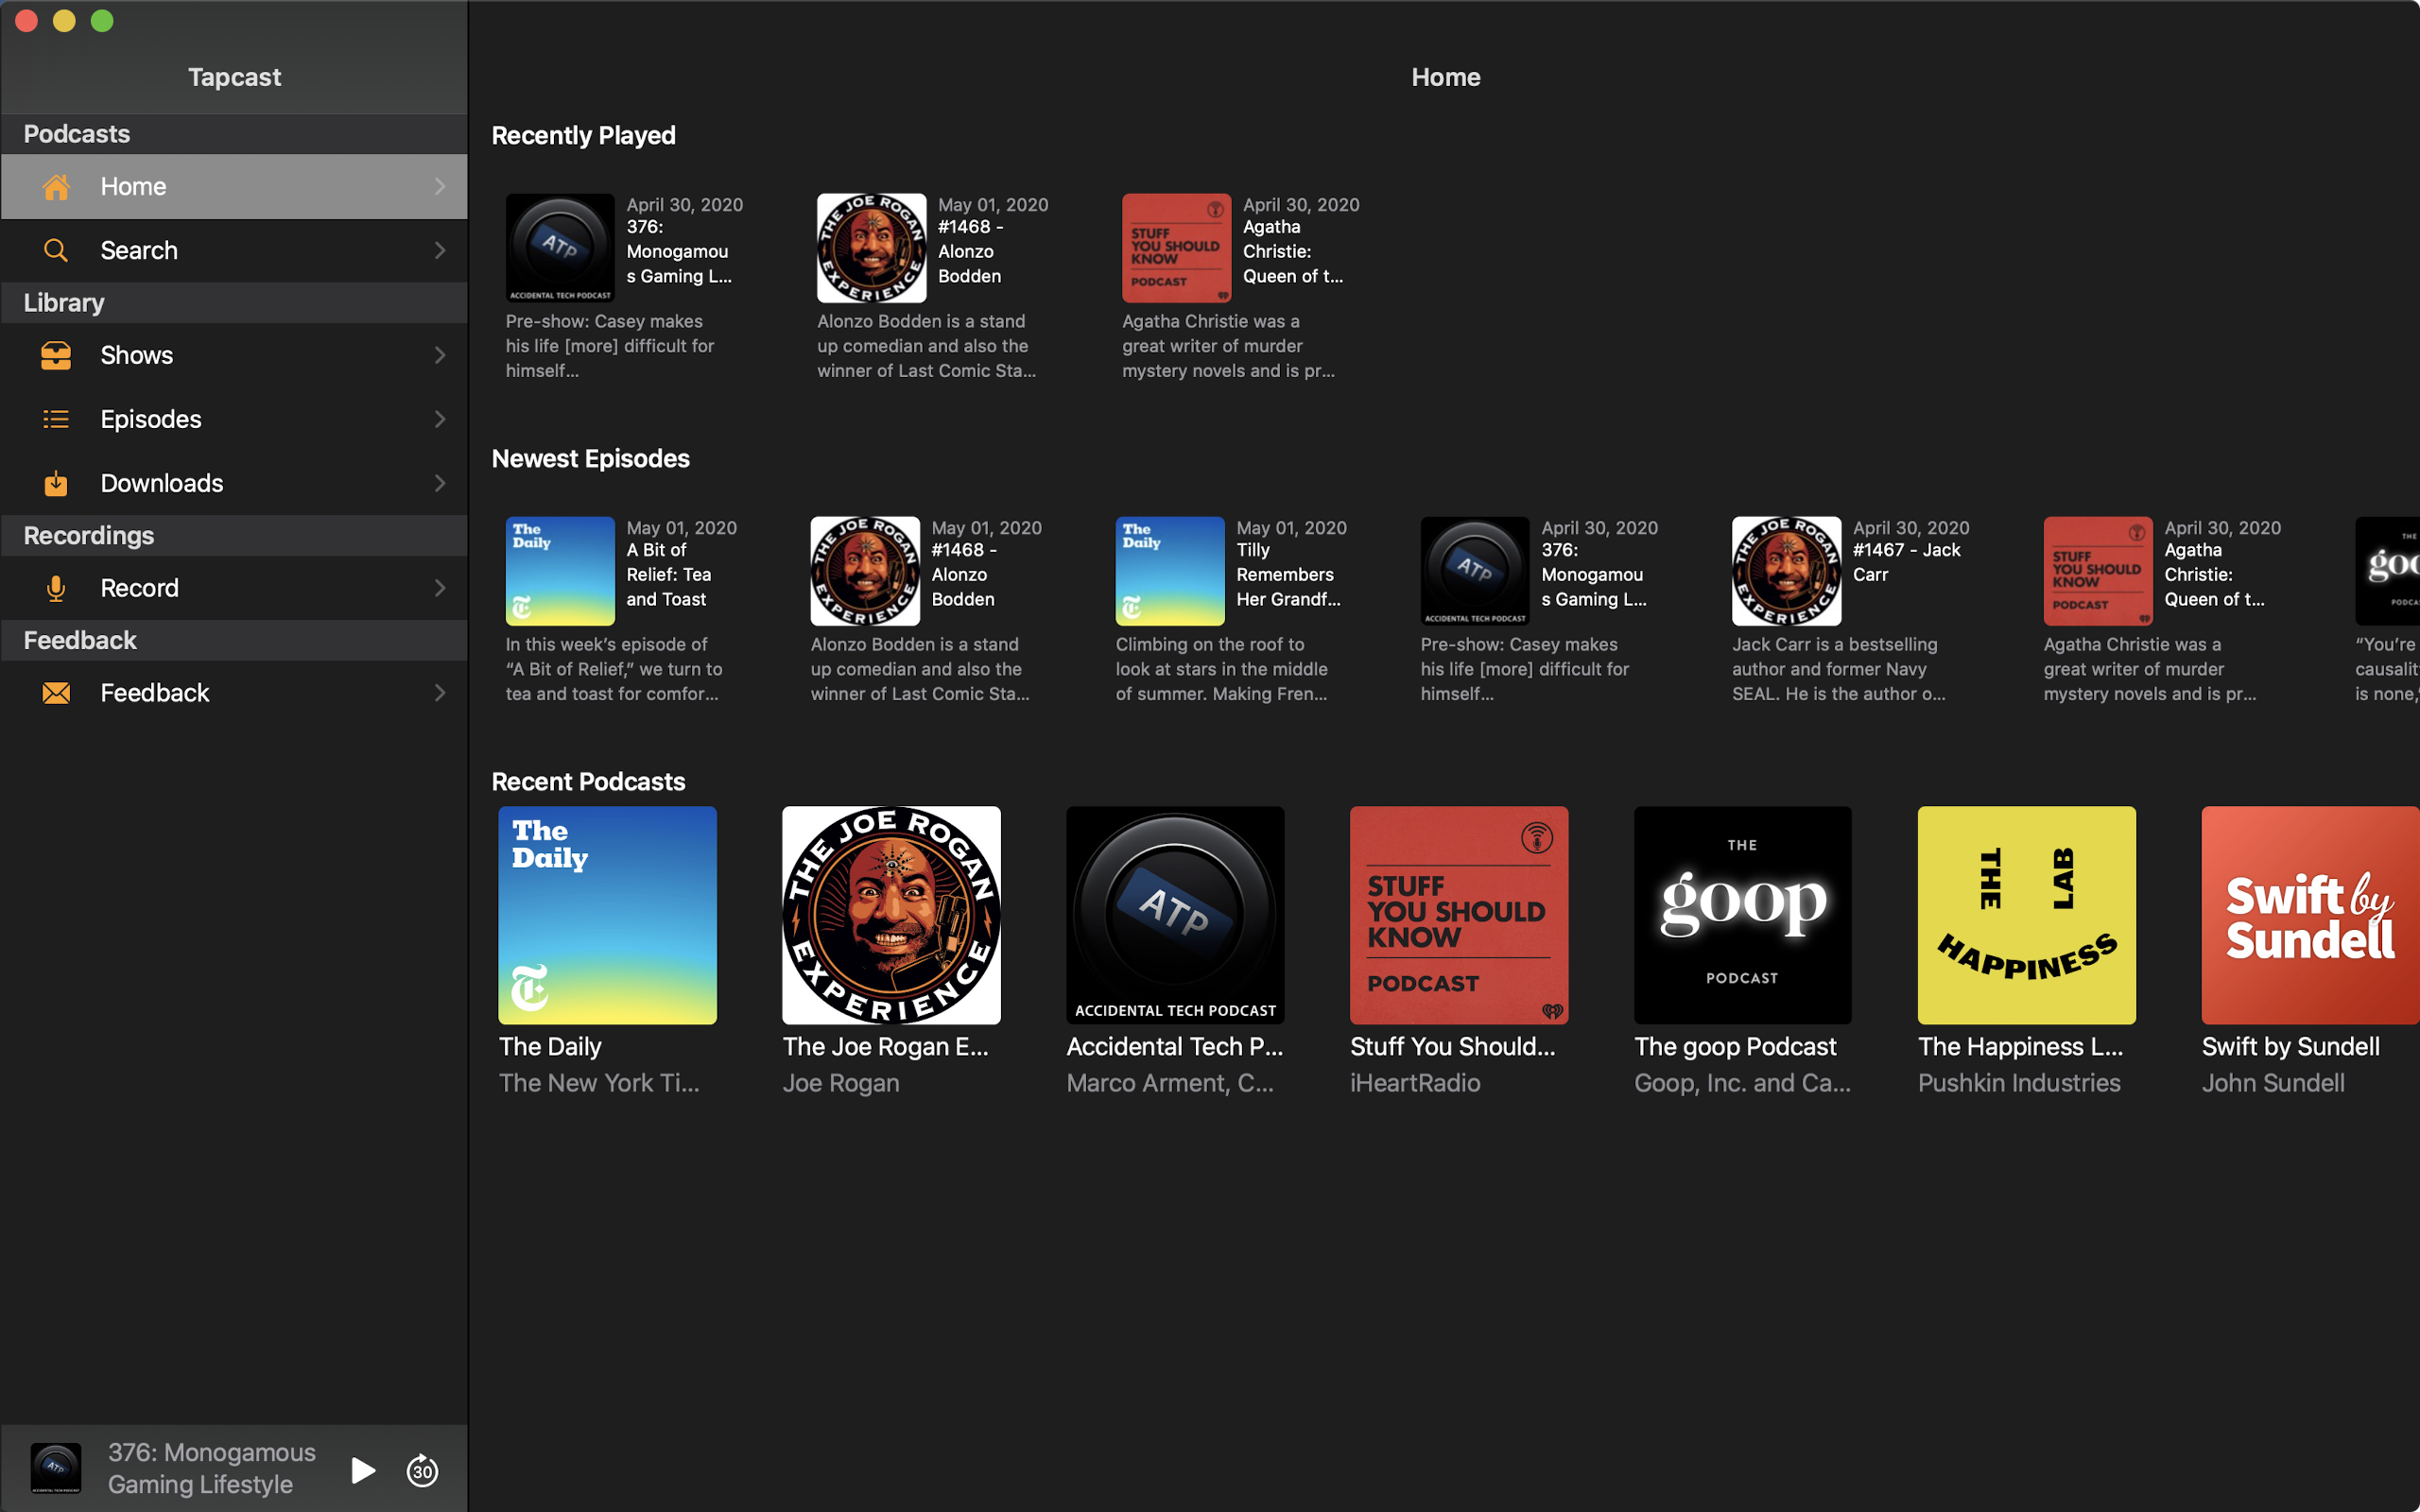 Tapcast
Podcasts
Home
Search
Library
Shows
Episodes
Downloads
Recordings
Record
Feedback
Feedback
376: Monogamous
Gaming Lifestyle
30
Home
Recently Played
ATP
ACCIDENTAL TECH PODCAST
April 30, 2020
376:
Monogamou
s Gaming L...
Pre-show: Casey makes
his life [more] difficult for
himself...
THE JOE ROGAN
EXPERIENCE
May 01, 2020
#1468 -
Alonzo
Bodden
Alonzo Bodden is a stand
up comedian and also the
winner of Last Comic Sta...
STUFF
YOU SHOULD
KNOW
PODCAST
April 30, 2020
Agatha
Christie:
Queen of t...
Agatha Christie was a
great writer of murder
mystery novels and is pr...
Newest Episodes
The
Daily
May 01, 2020
A Bit of
Relief: Tea
and Toast
In this week’s episode of
“A Bit of Relief,” we turn to
tea and toast for comfor...
THE JOE ROGAN
EXPERIENCE
May 01, 2020
#1468 -
Alonzo
Bodden
Alonzo Bodden is a stand
up comedian and also the
winner of Last Comic Sta...
The
Daily
May 01, 2020
Tilly
Remembers
Her Grandf...
Climbing on the roof to
look at stars in the middle
of summer. Making Fren...
ATP
ACCIDENTAL TECH PODCAST
April 30, 2020
376:
Monogamou
s Gaming L...
Pre-show: Casey makes
his life [more] difficult for
himself...
THE JOE ROGAN
EXPERIENCE
April 30, 2020
#1467 - Jack
Carr
Jack Carr is a bestselling
author and former Navy
SEAL. He is the author o...
STUFF
YOU SHOULD
KNOW
PODCAST
April 30, 2020
Agatha
Christie:
Queen of t...
Agatha Christie was a
great writer of murder
mystery novels and is pr...
THE
goo
PODCA
“You’re
causalit
is none,
Recent Podcasts
The
Daily
The Daily
The New York Ti...
THE JOE ROGAN
EXPERIENCE
The Joe Rogan E...
Joe Rogan
ATP
ACCIDENTAL TECH PODCAST
Accidental Tech P...
Marco Arment, C...
STUFF
YOU SHOULD
KNOW
PODCAST
Stuff You Should...
iHeartRadio
THE
goop
PODCAST
The goop Podcast
Goop, Inc. and Ca...
THE LAB
HAPPINESS
The Happiness L...
Pushkin Industries
Swift by
Sundell
Swift by Sundell
John Sundell